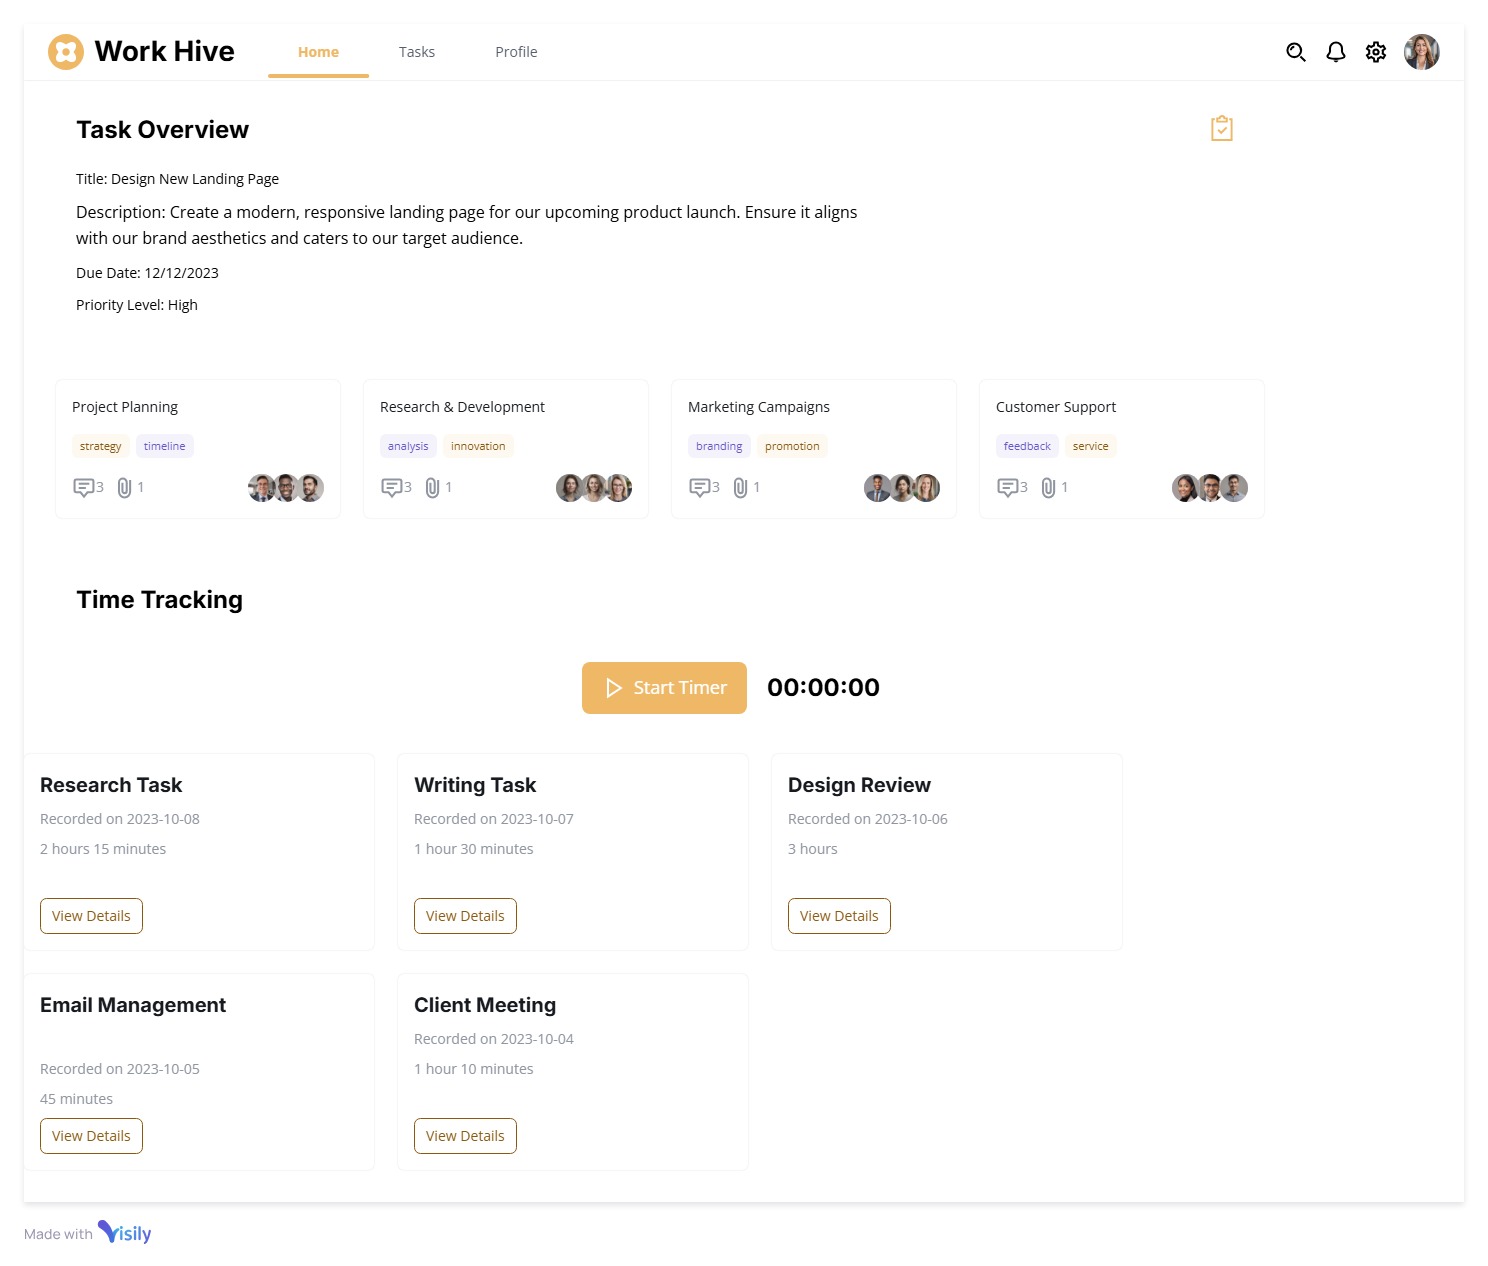 Work Hive
Home
Tasks
Profile
Task Overview
Title: Design New Landing Page
Description: Create a modern, responsive landing page for our upcoming product launch. Ensure it aligns
with our brand aesthetics and caters to our target audience.
Due Date: 12/12/2023
Priority Level: High
Project Planning
strategy
timeline
3
1
Research & Development
analysis
innovation
3
1
Marketing Campaigns
branding
promotion
3
1
Customer Support
feedback
service
3
1
Time Tracking
Start Timer
00:00:00
Research Task
Recorded on 2023-10-08
2 hours 15 minutes
View Details
Writing Task
Recorded on 2023-10-07
1 hour 30 minutes
View Details
Design Review
Recorded on 2023-10-06
3 hours
View Details
Email Management
Recorded on 2023-10-05
45 minutes
View Details
Client Meeting
Recorded on 2023-10-04
1 hour 10 minutes
View Details
Made with Visily